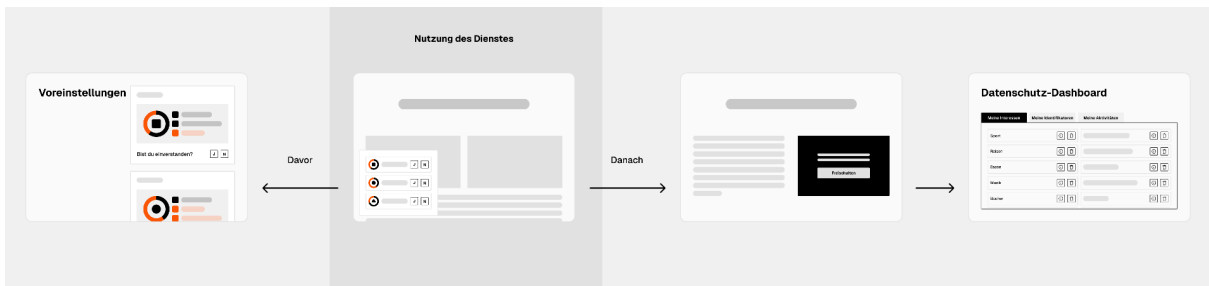 Nutzung des Dienstes
Voreinstellungen
Bist du einverstanden?
J N
Davor
J N
J N
J N
Danach
Datenschutz-Dashboard
Meine Interessen Meine Identifikatoren Meine Aktivitäten
Sport
Reisen
Essen
Musik
Bücher